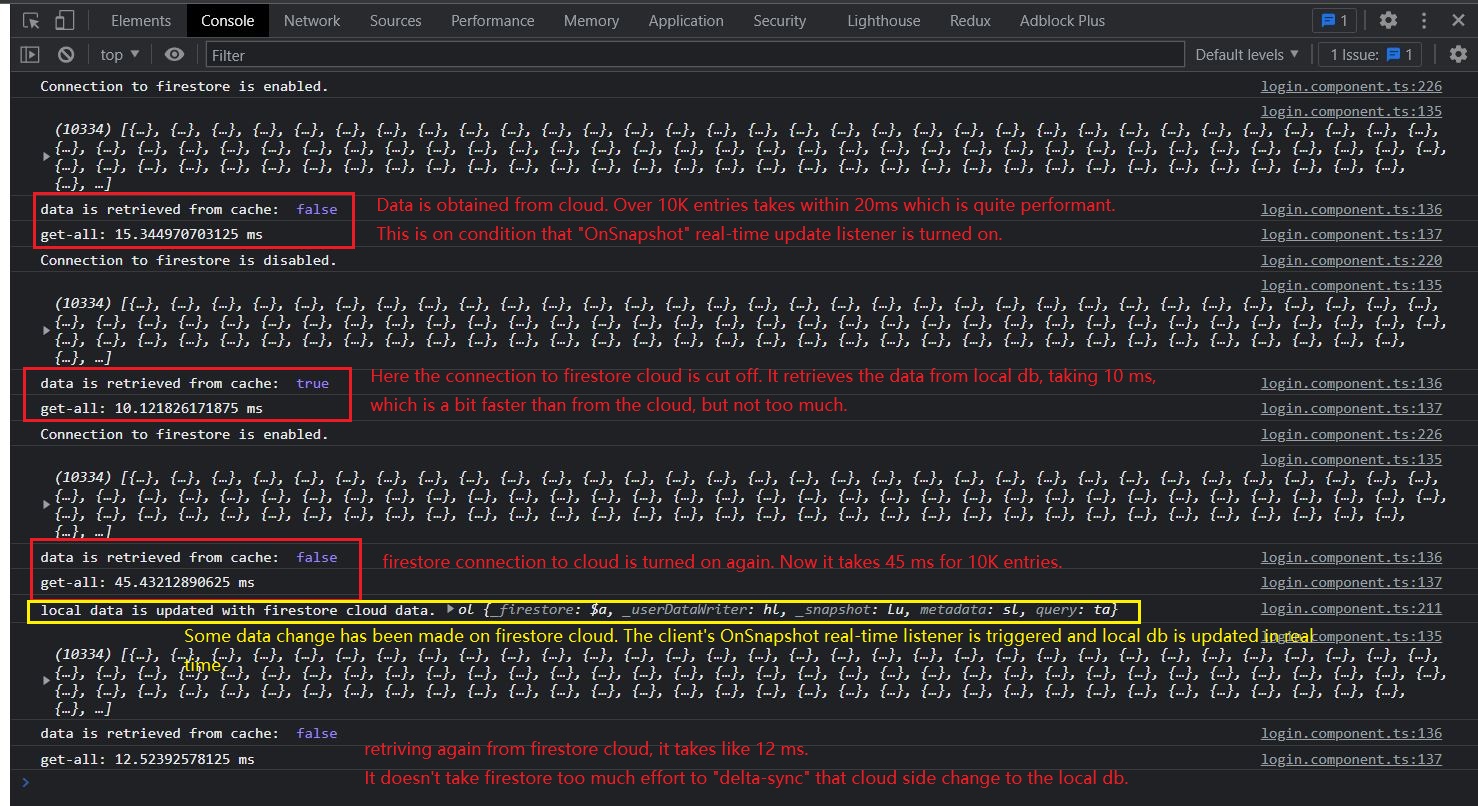 Elements Console Network Sources Performance Memory Application Security Lighthouse Redux Adblock Plus 1
top Filter Default levels 1 Issue: 1
Connection to firestore is enabled. login.component.ts:226
login.component.ts:135
(10334) [{…}, {…}, {…}, {…}, {…}, {…}, {…}, {…}, {…}, {…}, {…}, {…}, {…}, {…}, {…}, {…}, {…}, {…}, {…}, {…}, {…}, {…}, {…}, {…}, {…}, {…}, {…}, {…}, {…}, {…}, {…}, {…},
{…}, {…}, {…}, {…}, {…}, {…}, {…}, {…}, {…}, {…}, {…}, {…}, {…}, {…}, {…}, {…}, {…}, {…}, {…}, {…}, {…}, {…}, {…}, {…}, {…}, {…}, {…}, {…}, {…}, {…}, {…}, {…}, {…}, {…},
{…}, {…}, {…}, {…}, {…}, {…}, {…}, {…}, {…}, {…}, {…}, {…}, {…}, {…}, {…}, {…}, {…}, {…}, {…}, {…}, {…}, {…}, {…}, {…}, {…}, {…}, {…}, {…}, {…}, {…}, {…}, {…}, {…},
{…}, …]
data is retrieved from cache: false Data is obtained from cloud. Over 10K entries takes within 20ms which is quite performant. login.component.ts:136
get-all: 15.344970703125 ms This is on condition that "OnSnapshot" real-time update listener is turned on. login.component.ts:137
Connection to firestore is disabled. login.component.ts:220
login.component.ts:135
(10334) [{…}, {…}, {…}, {…}, {…}, {…}, {…}, {…}, {…}, {…}, {…}, {…}, {…}, {…}, {…}, {…}, {…}, {…}, {…}, {…}, {…}, {…}, {…}, {…}, {…}, {…}, {…}, {…}, {…}, {…}, {…}, {…},
{…}, {…}, {…}, {…}, {…}, {…}, {…}, {…}, {…}, {…}, {…}, {…}, {…}, {…}, {…}, {…}, {…}, {…}, {…}, {…}, {…}, {…}, {…}, {…}, {…}, {…}, {…}, {…}, {…}, {…}, {…}, {…}, {…}, {…},
{…}, {…}, {…}, {…}, {…}, {…}, {…}, {…}, {…}, {…}, {…}, {…}, {…}, {…}, {…}, {…}, {…}, {…}, {…}, {…}, {…}, {…}, {…}, {…}, {…}, {…}, {…}, {…}, {…}, {…}, {…}, {…}, {…},
{…}, …]
data is retrieved from cache: true Here the connection to firestore cloud is cut off. It retrieves the data from local db, taking 10 ms, login.component.ts:136
get-all: 10.121826171875 ms which is a bit faster than from the cloud, but not too much. login.component.ts:137
Connection to firestore is enabled. login.component.ts:226
login.component.ts:135
(10334) [{…}, {…}, {…}, {…}, {…}, {…}, {…}, {…}, {…}, {…}, {…}, {…}, {…}, {…}, {…}, {…}, {…}, {…}, {…}, {…}, {…}, {…}, {…}, {…}, {…}, {…}, {…}, {…}, {…}, {…}, {…}, {…},
{…}, {…}, {…}, {…}, {…}, {…}, {…}, {…}, {…}, {…}, {…}, {…}, {…}, {…}, {…}, {…}, {…}, {…}, {…}, {…}, {…}, {…}, {…}, {…}, {…}, {…}, {…}, {…}, {…}, {…}, {…}, {…}, {…}, {…},
{…}, {…}, {…}, {…}, {…}, {…}, {…}, {…}, {…}, {…}, {…}, {…}, {…}, {…}, {…}, {…}, {…}, {…}, {…}, {…}, {…}, {…}, {…}, {…}, {…}, {…}, {…}, {…}, {…}, {…}, {…}, {…}, {…},
{…}, …]
data is retrieved from cache: false firestore connection to cloud is turned on again. Now it takes 45 ms for 10K entries. login.component.ts:136
get-all: 45.43212890625 ms login.component.ts:137
local data is updated with firestore cloud data. ol {_firestore: $a, _userDataWriter: hl, _snapshot: Lu, metadata: sl, query: ta} login.component.ts:211
Some data change has been made on firestore cloud. The client's OnSnapshot real-time listener is triggered and local db is updated in real login.component.ts:135
time.
(10334) [{…}, {…}, {…}, {…}, {…}, {…}, {…}, {…}, {…}, {…}, {…}, {…}, {…}, {…}, {…}, {…}, {…}, {…}, {…}, {…}, {…}, {…}, {…}, {…}, {…}, {…}, {…}, {…}, {…}, {…}, {…}, {…},
{…}, {…}, {…}, {…}, {…}, {…}, {…}, {…}, {…}, {…}, {…}, {…}, {…}, {…}, {…}, {…}, {…}, {…}, {…}, {…}, {…}, {…}, {…}, {…}, {…}, {…}, {…}, {…}, {…}, {…}, {…}, {…}, {…}, {…},
{…}, {…}, {…}, {…}, {…}, {…}, {…}, {…}, {…}, {…}, {…}, {…}, {…}, {…}, {…}, {…}, {…}, {…}, {…}, {…}, {…}, {…}, {…}, {…}, {…}, {…}, {…}, {…}, {…}, {…}, {…}, {…}, {…},
{…}, …]
data is retrieved from cache: false login.component.ts:136
retriving again from firestore cloud, it takes like 12 ms.
get-all: 12.52392578125 ms login.component.ts:137
It doesn't take firestore too much effort to "delta-sync" that cloud side change to the local db.